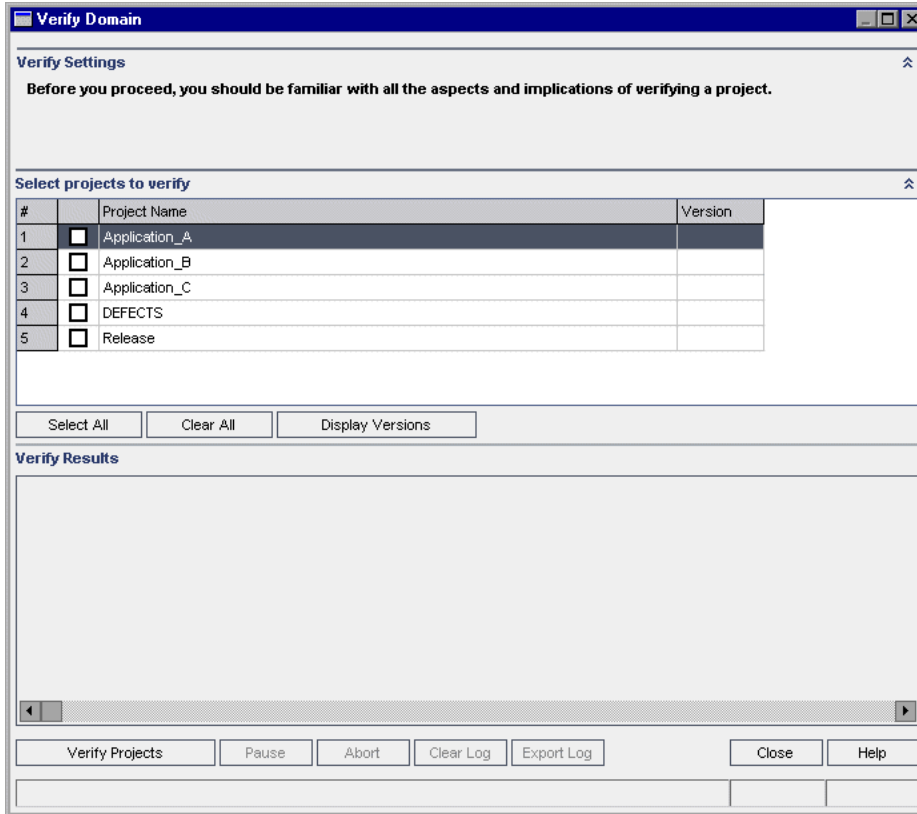 Verify Domain
Verify Settings
Before you proceed, you should be familiar with all the aspects and implications of verifying a project.
Select projects to verify
# Project Name Version
1 Application_A
2 Application_B
3 Application_C
4 DEFECTS
5 Release
Select All Clear All Display Versions
Verify Results
Verify Projects Pause Abort Clear Log Export Log Close Help